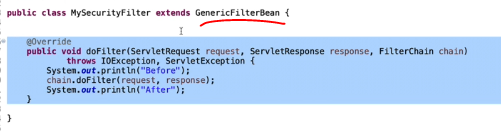 public class MySecurityFilter extends GenericFilterBean {
@Override
public void doFilter(ServletRequest request, ServletResponse response, FilterChain chain)
throws IOException, ServletException {
System.out.println("Before");
chain.doFilter(request, response);
System.out.println("After");
}
}